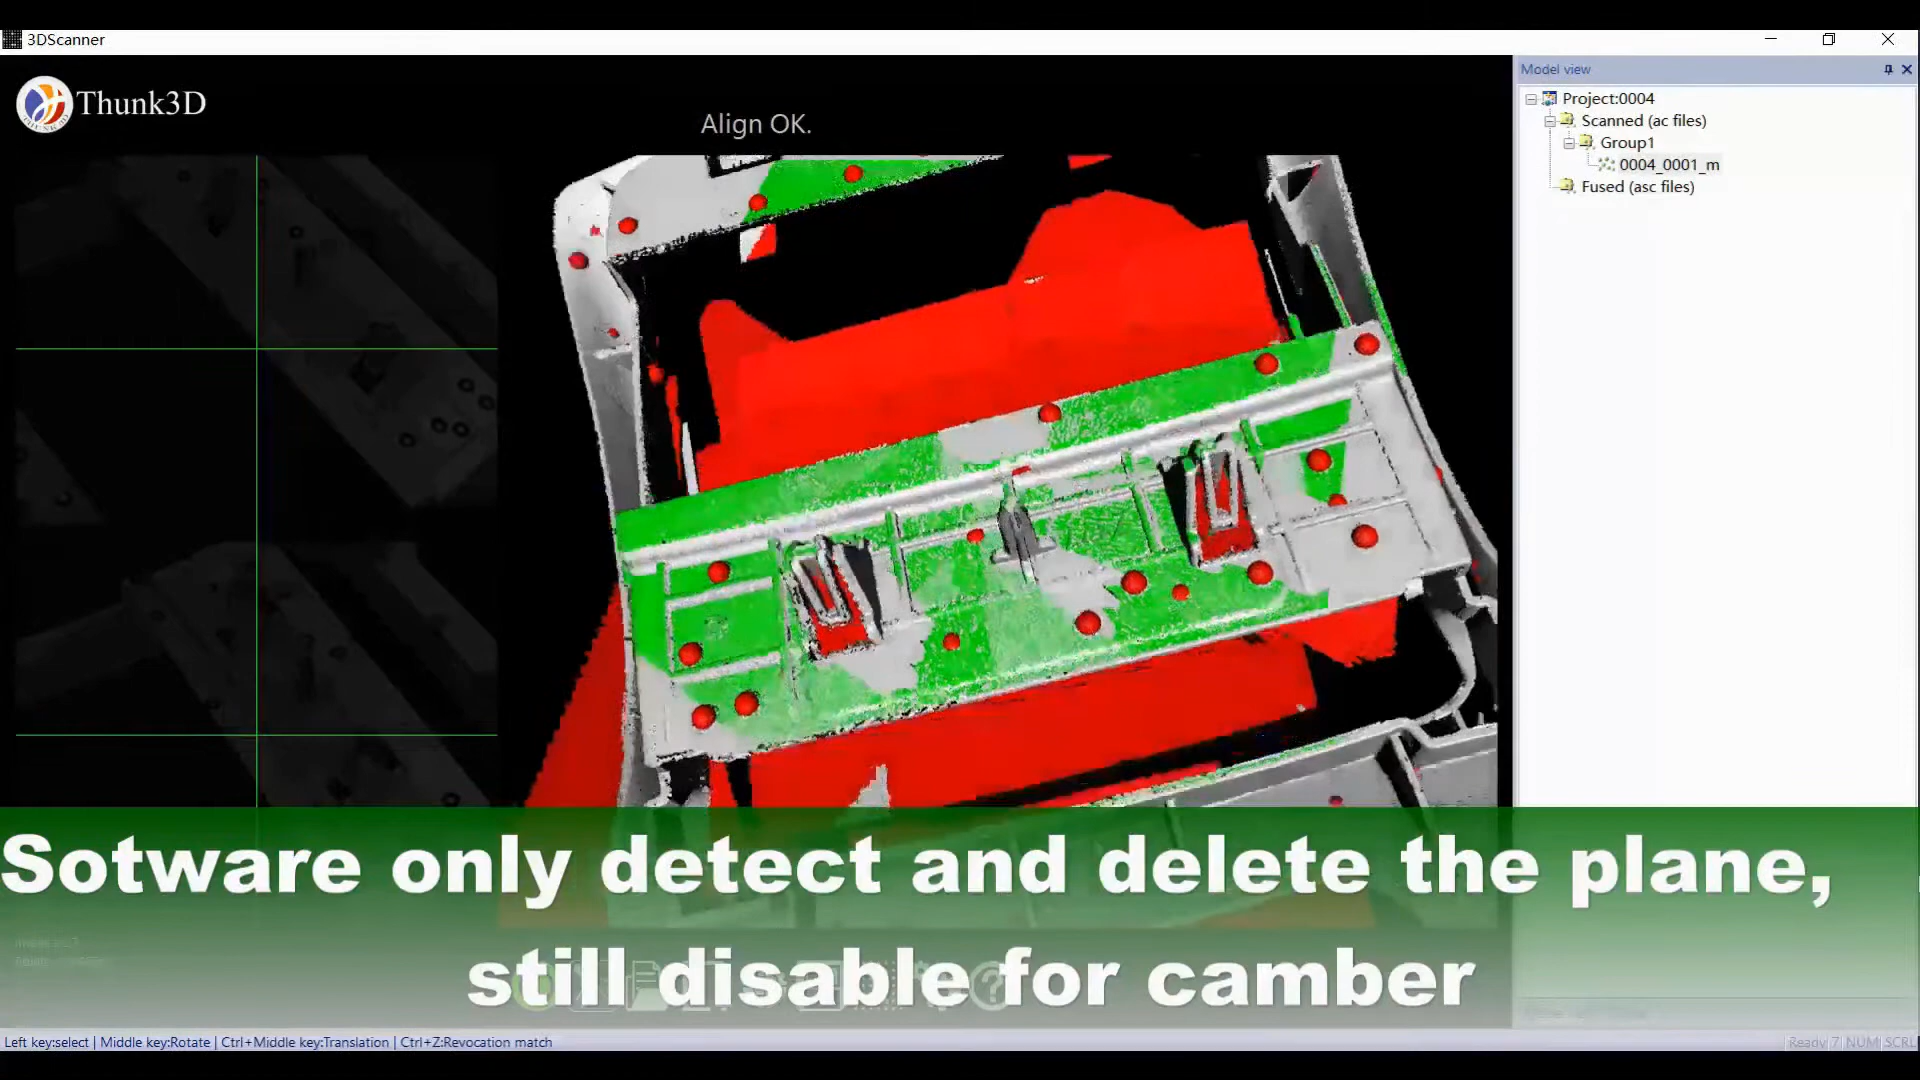 3DScanner
Thunk3D
Align OK.
Model view
Project:0004
Scanned (ac files)
Group1
0004_0001_m
Fused (asc files)
Sotware only detect and delete the plane,
still disable for camber
Left key:select | Middle key:Rotate | Ctrl+Middle key:Translation | Ctrl+Z:Revocation match
Ready 7 NUM SCRL